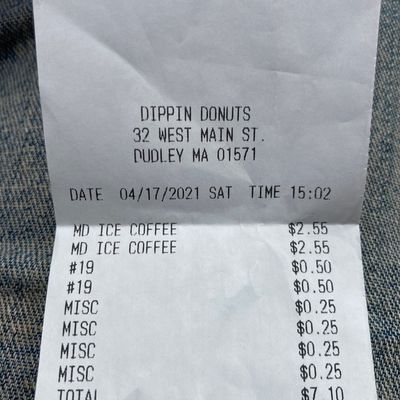 DIPPIN DONUTS
32 WEST MAIN ST.
DUDLEY MA 01571
DATE 04/17/2021 SAT TIME 15:02
MD ICE COFFEE $2.55
MD ICE COFFEE $2.55
#19 $0.50
#19 $0.50
MISC $0.25
MISC $0.25
MISC $0.25
MISC $0.25
TOTAL $7.10